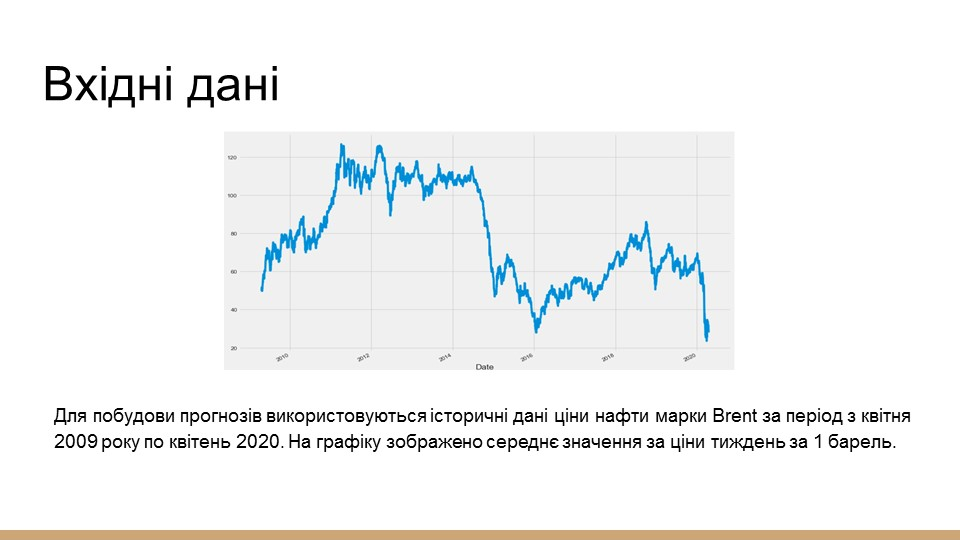 Вхідні дані
120
100
80
60
40
20
2010 2012 2014 2016 2018 2020
Date
Для побудови прогнозів використовуються історичні дані ціни нафти марки Brent за період з квітня
2009 року по квітень 2020. На графіку зображено середнє значення за ціни тиждень за 1 барель.